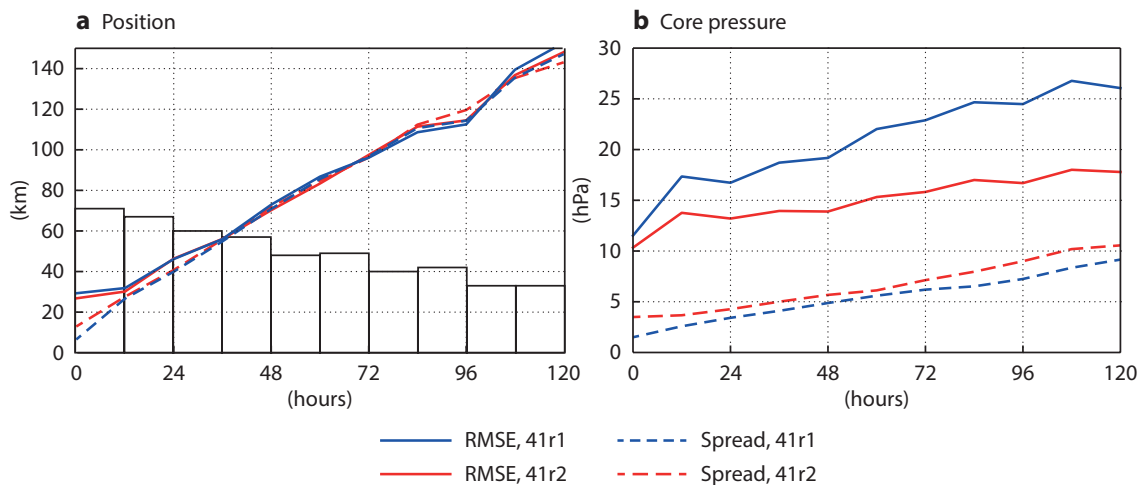 a Position
b Core pressure
140
120
100
80
60
40
20
0
(km)
0 24 48 72 96 120
(hours)
30
25
20
15
10
5
0
(hPa)
0 24 48 72 96 120
(hours)
RMSE, 41r1
Spread, 41r1
RMSE, 41r2
Spread, 41r2